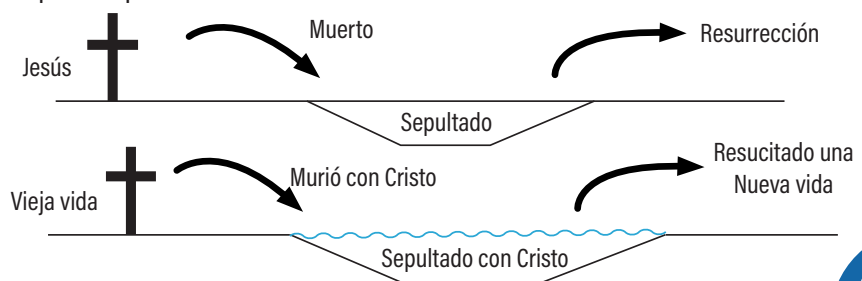 Muerto
Resurrección
Jesús
Sepultado
Resucitado una
Nueva vida
Murió con Cristo
Vieja vida
Sepultado con Cristo